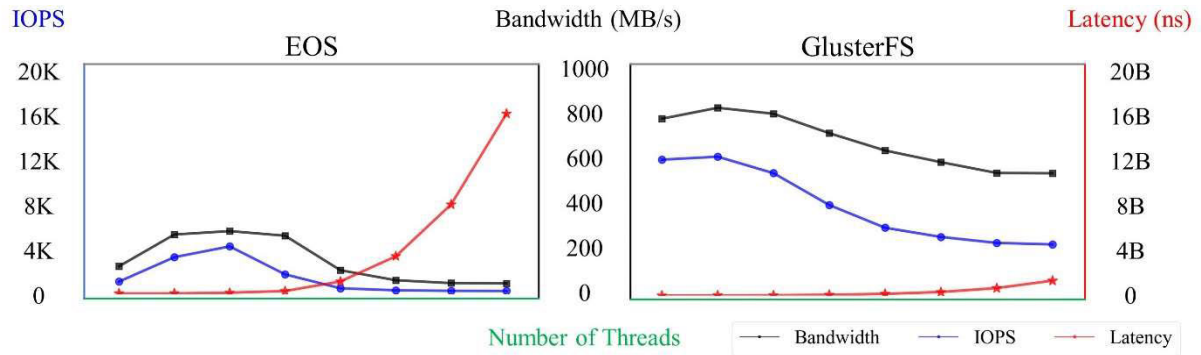 IOPS
Bandwidth (MB/s)
Latency (ns)
EOS
GlusterFS
20K
16K
12K
8K
4K
0
1000
800
600
400
200
0
20B
16B
12B
8B
4B
0
Number of Threads
Bandwidth
IOPS
Latency